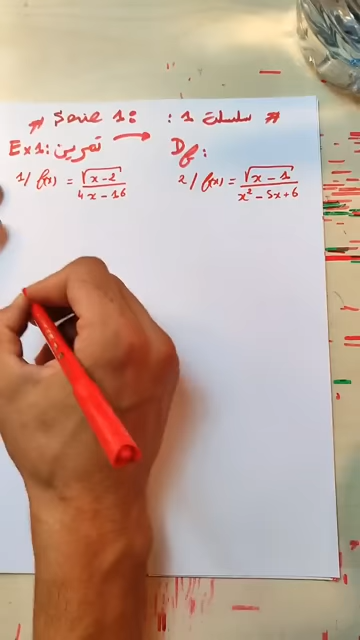 * Serie 1: : 1 سلسلة *
Ex1: تمرين → Df :
1/ f(x) = √(x-2) / (4x-16)    2/ f(x) = √(x-1) / (x²-5x+6)